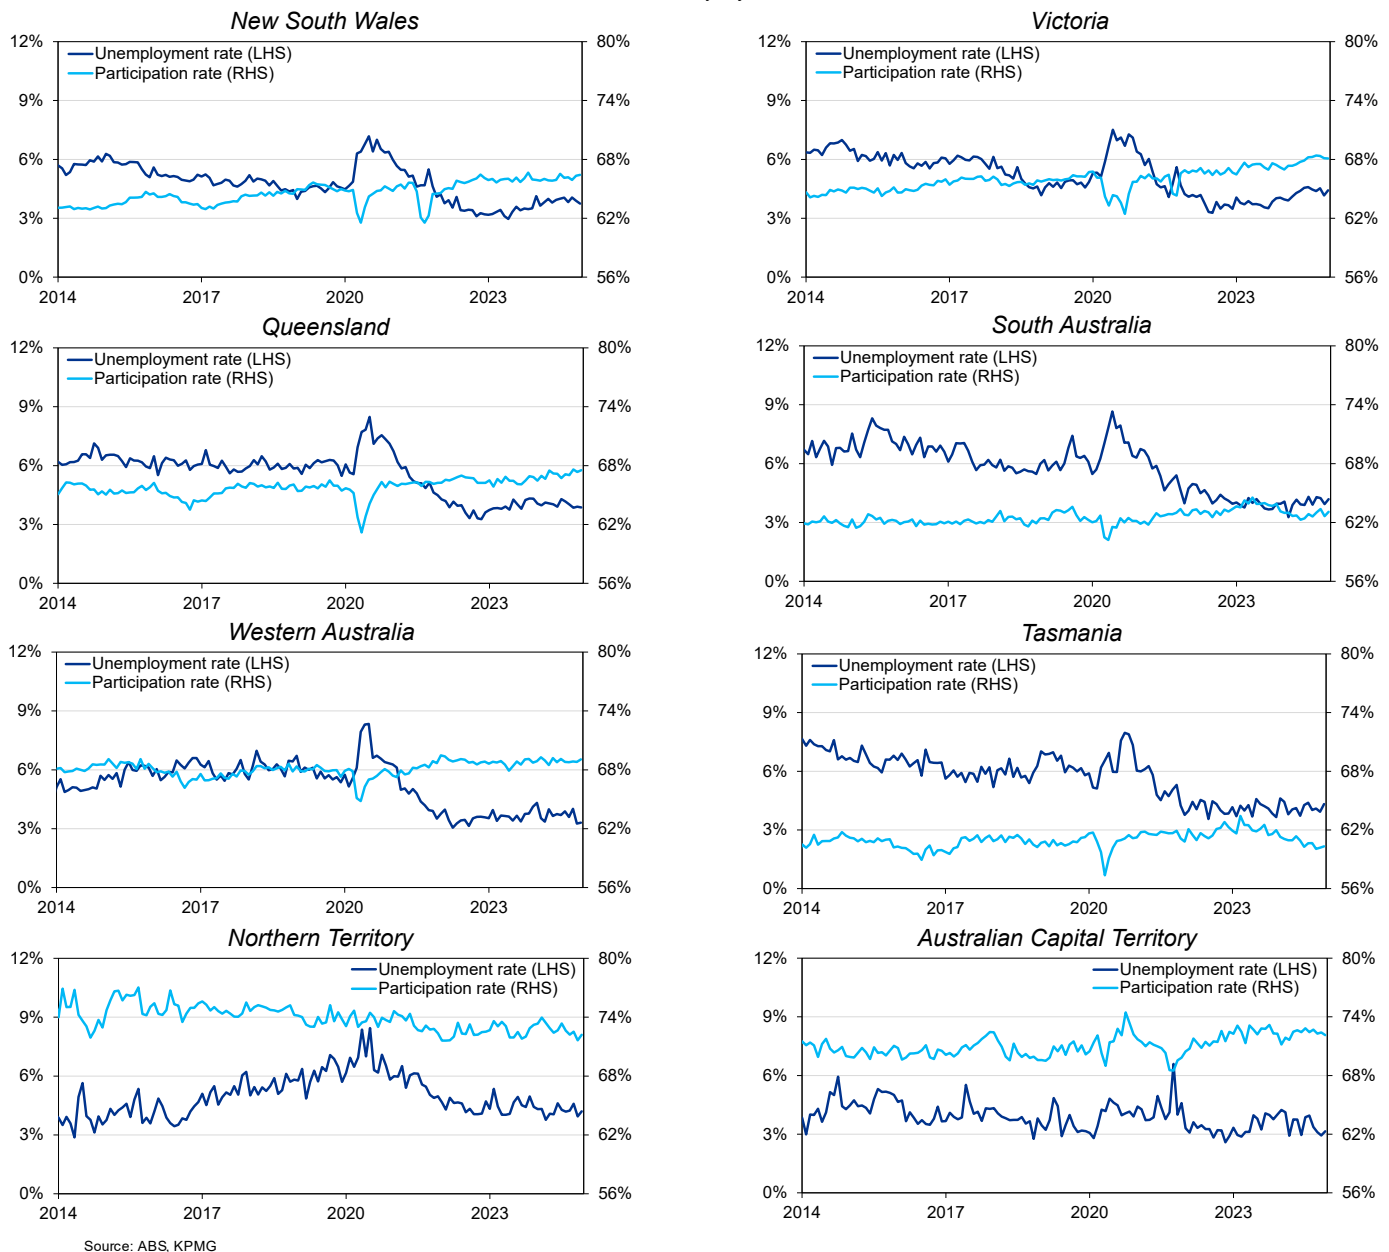 New South Wales
12%
9%
6%
3%
0%
80%
74%
68%
62%
56%
Unemployment rate (LHS)
Participation rate (RHS)
2014 2017 2020 2023
Victoria
12%
9%
6%
3%
0%
80%
74%
68%
62%
56%
Unemployment rate (LHS)
Participation rate (RHS)
2014 2017 2020 2023
Queensland
12%
9%
6%
3%
0%
80%
74%
68%
62%
56%
Unemployment rate (LHS)
Participation rate (RHS)
2014 2017 2020 2023
South Australia
12%
9%
6%
3%
0%
80%
74%
68%
62%
56%
Unemployment rate (LHS)
Participation rate (RHS)
2014 2017 2020 2023
Western Australia
12%
9%
6%
3%
0%
80%
74%
68%
62%
56%
Unemployment rate (LHS)
Participation rate (RHS)
2014 2017 2020 2023
Tasmania
12%
9%
6%
3%
0%
80%
74%
68%
62%
56%
Unemployment rate (LHS)
Participation rate (RHS)
2014 2017 2020 2023
Northern Territory
12%
9%
6%
3%
0%
80%
74%
68%
62%
56%
Unemployment rate (LHS)
Participation rate (RHS)
2014 2017 2020 2023
Australian Capital Territory
12%
9%
6%
3%
0%
80%
74%
68%
62%
56%
Unemployment rate (LHS)
Participation rate (RHS)
2014 2017 2020 2023
Source: ABS, KPMG